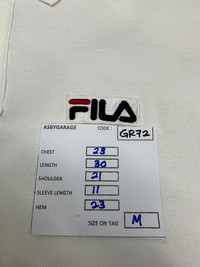 FILA
ASBYGARAGE CODE : GR72
CHEST 23
LENGTH 30
SHOULDER 21
SLEEVE LENGTH 11
HEM 23
SIZE ON TAG M